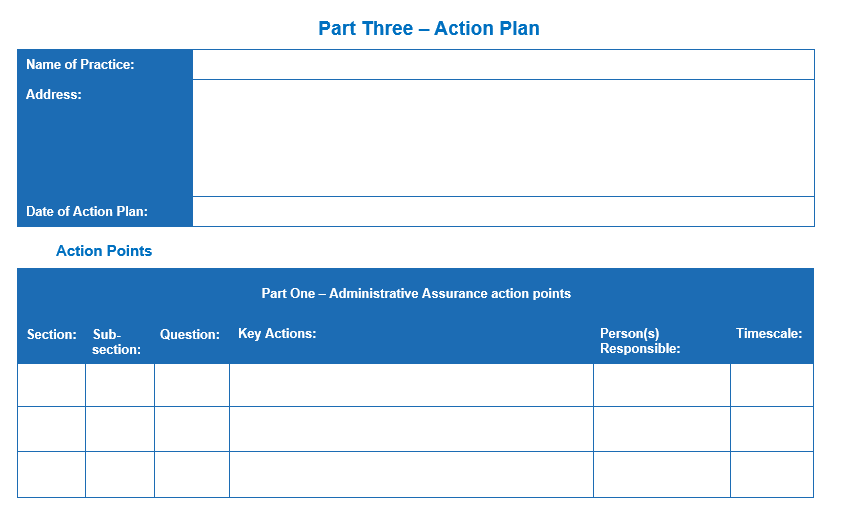 Part Three – Action Plan
Name of Practice:
Address:
Date of Action Plan:
Action Points
Part One – Administrative Assurance action points
Section: Sub-section: Question: Key Actions: Person(s) Responsible: Timescale: